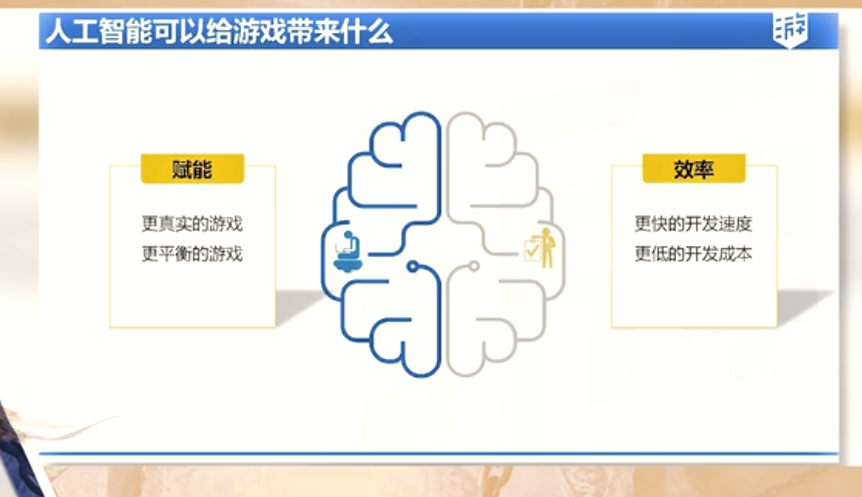 人工智能可以给游戏带来什么
游
赋能
更真实的游戏
更平衡的游戏
效率
更快的开发速度
更低的开发成本